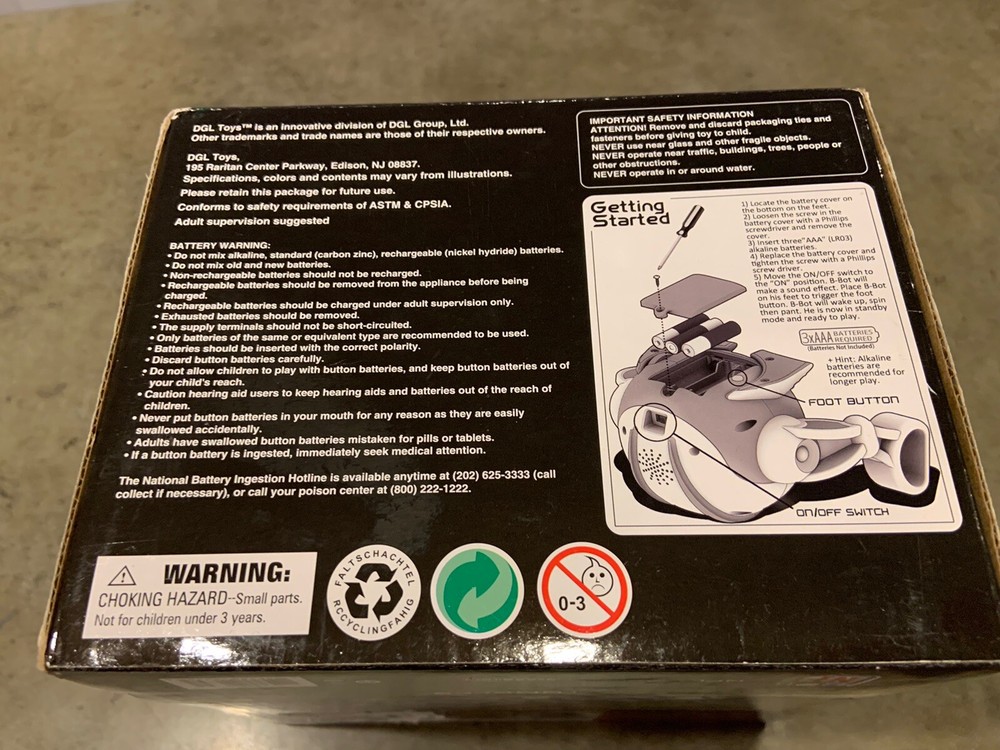 DGL Toys™ is an innovative division of DGL Group, Ltd.
Other trademarks and trade names are those of their respective owners.
DGL Toys,
195 Raritan Center Parkway, Edison, NJ 08837.
Specifications, colors and contents may vary from illustrations.
Please retain this package for future use.
Conforms to safety requirements of ASTM & CPSIA.
Adult supervision suggested
BATTERY WARNING:
• Do not mix alkaline, standard (carbon zinc), rechargeable (nickel hydride) batteries.
• Do not mix old and new batteries.
• Non-rechargeable batteries should not be recharged.
• Rechargeable batteries should be removed from the appliance before being
charged.
• Rechargeable batteries should be charged under adult supervision only.
• Exhausted batteries should be removed.
• The supply terminals should not be short-circuited.
• Only batteries of the same or equivalent type are recommended to be used.
• Batteries should be inserted with the correct polarity.
• Discard button batteries carefully.
• Do not allow children to play with button batteries, and keep button batteries out of
your child's reach.
• Caution hearing aid users to keep hearing aids and batteries out of the reach of
children.
• Never put button batteries in your mouth for any reason as they are easily
swallowed accidentally.
• Adults have swallowed button batteries mistaken for pills or tablets.
• If a button battery is ingested, immediately seek medical attention.
The National Battery Ingestion Hotline is available anytime at (202) 625-3333 (call
collect if necessary), or call your poison center at (800) 222-1222.
IMPORTANT SAFETY INFORMATION
ATTENTION! Remove and discard packaging ties and
fasteners before giving toy to child.
NEVER use near glass and other fragile objects.
NEVER operate near traffic, buildings, trees, people or
other obstructions.
NEVER operate in or around water.
Getting
Started
1) Locate the battery cover on
the bottom on the feet.
2) Loosen the screw in the
battery cover with a Phillips
screwdriver and remove the
cover.
3) Insert three"AAA" (LR03)
alkaline batteries.
4) Replace the battery cover and
tighten the screw with a Phillips
screw driver.
5) Move the ON/OFF switch to
the "ON" position. B-Bot will
make a sound effect. Place B-Bot
on his feet to trigger the foot
button. B-Bot will wake up, spin
then pant. He is now in standby
mode and ready to play.
3xAAA BATTERIES REQUIRED
(Batteries Not Included)
+ Hint: Alkaline
batteries are
recommended for
longer play.
FOOT BUTTON
ON/OFF SWITCH
WARNING:
CHOKING HAZARD--Small parts.
Not for children under 3 years.
FALTSCHACHTEL
RCCYCLINGFAHIG
0-3